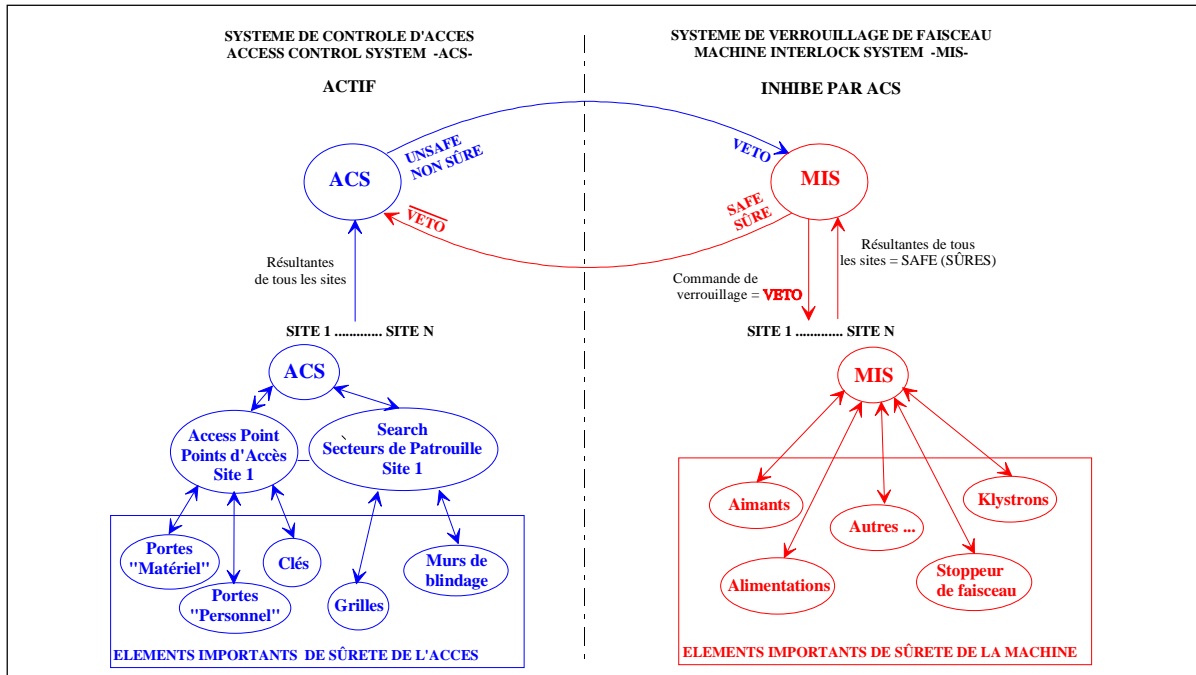 SYSTEME DE CONTROLE D'ACCES
ACCESS CONTROL SYSTEM -ACS-
ACTIF
SYSTEME DE VERROUILLAGE DE FAISCEAU
MACHINE INTERLOCK SYSTEM -MIS-
INHIBE PAR ACS
UNSAFE
NON SÛRE
VETO
ACS
MIS
VETO
SAFE
SÛRE
Résultantes
de tous les sites
Commande de
verrouillage = VETO
Résultantes de tous
les sites = SAFE (SÛRES)
SITE 1 ............. SITE N
SITE 1 ............. SITE N
ACS
MIS
Access Point
Points d'Accès
Site 1
Search
Secteurs de Patrouille
Site 1
Portes
"Matériel"
Clés
Murs de
blindage
Portes
"Personnel"
Grilles
ELEMENTS IMPORTANTS DE SÛRETE DE L'ACCES
Aimants
Klystrons
Autres ...
Alimentations
Stoppeur
de faisceau
ELEMENTS IMPORTANTS DE SÛRETE DE LA MACHINE